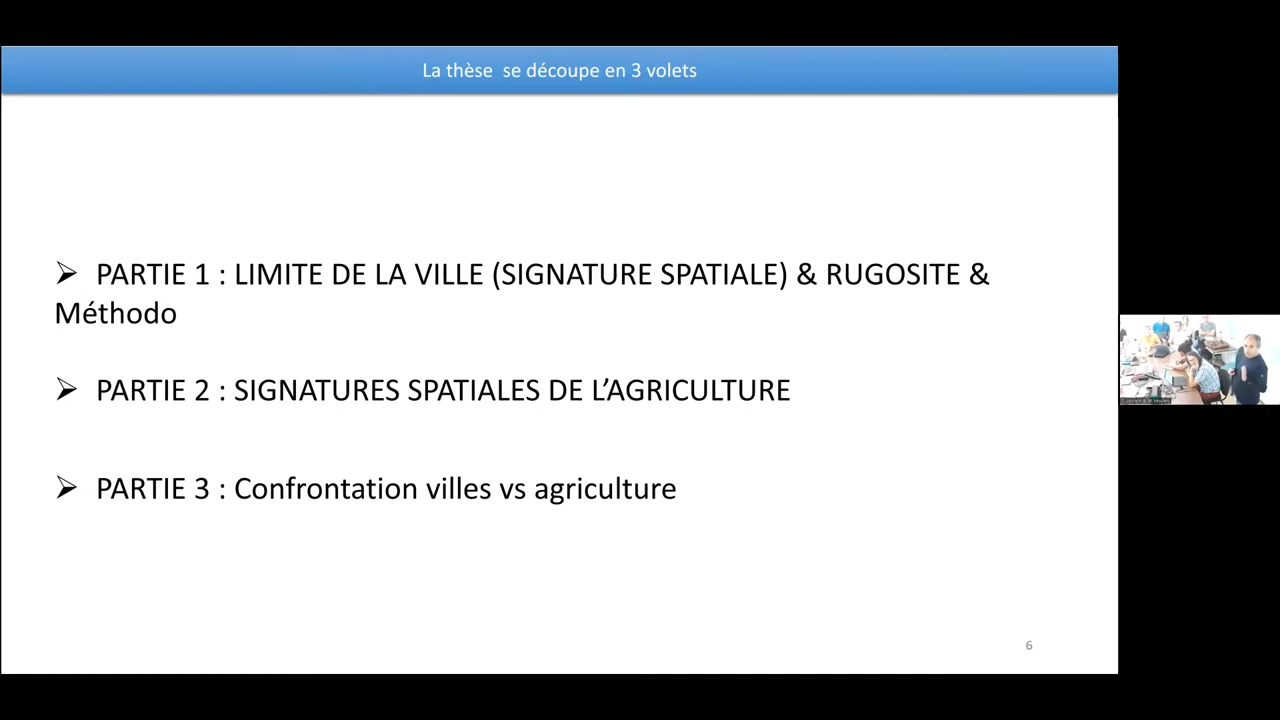 La thèse  se découpe en 3 volets
➢ PARTIE 1 : LIMITE DE LA VILLE (SIGNATURE SPATIALE) & RUGOSITE &
Méthodo
➢ PARTIE 2 : SIGNATURES SPATIALES DE L’AGRICULTURE
➢ PARTIE 3 : Confrontation villes vs agriculture
6